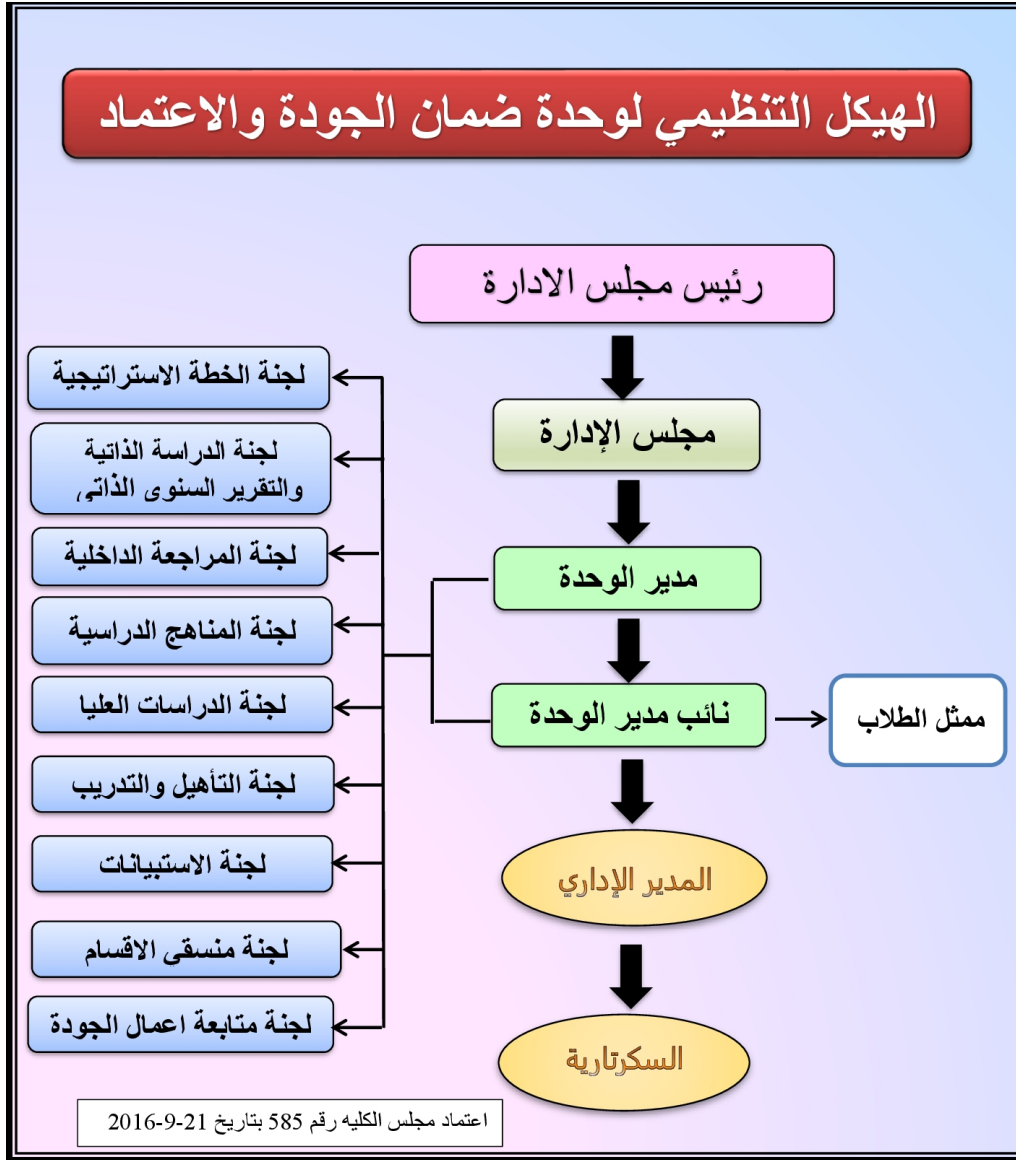 الهيكل التنظيمي لوحدة ضمان الجودة والاعتماد
رئيس مجلس الادارة
مجلس الإدارة
مدير الوحدة
نائب مدير الوحدة
ممثل الطلاب
المدير الإداري
السكرتارية
لجنة الخطة الاستراتيجية
لجنة الدراسة الذاتية
والتقرير السنوى الذاتى
لجنة المراجعة الداخلية
لجنة المناهج الدراسية
لجنة الدراسات العليا
لجنة التأهيل والتدريب
لجنة الاستبيانات
لجنة منسقى الاقسام
لجنة متابعة اعمال الجودة
اعتماد مجلس الكليه رقم 585 بتاريخ 21-9-2016